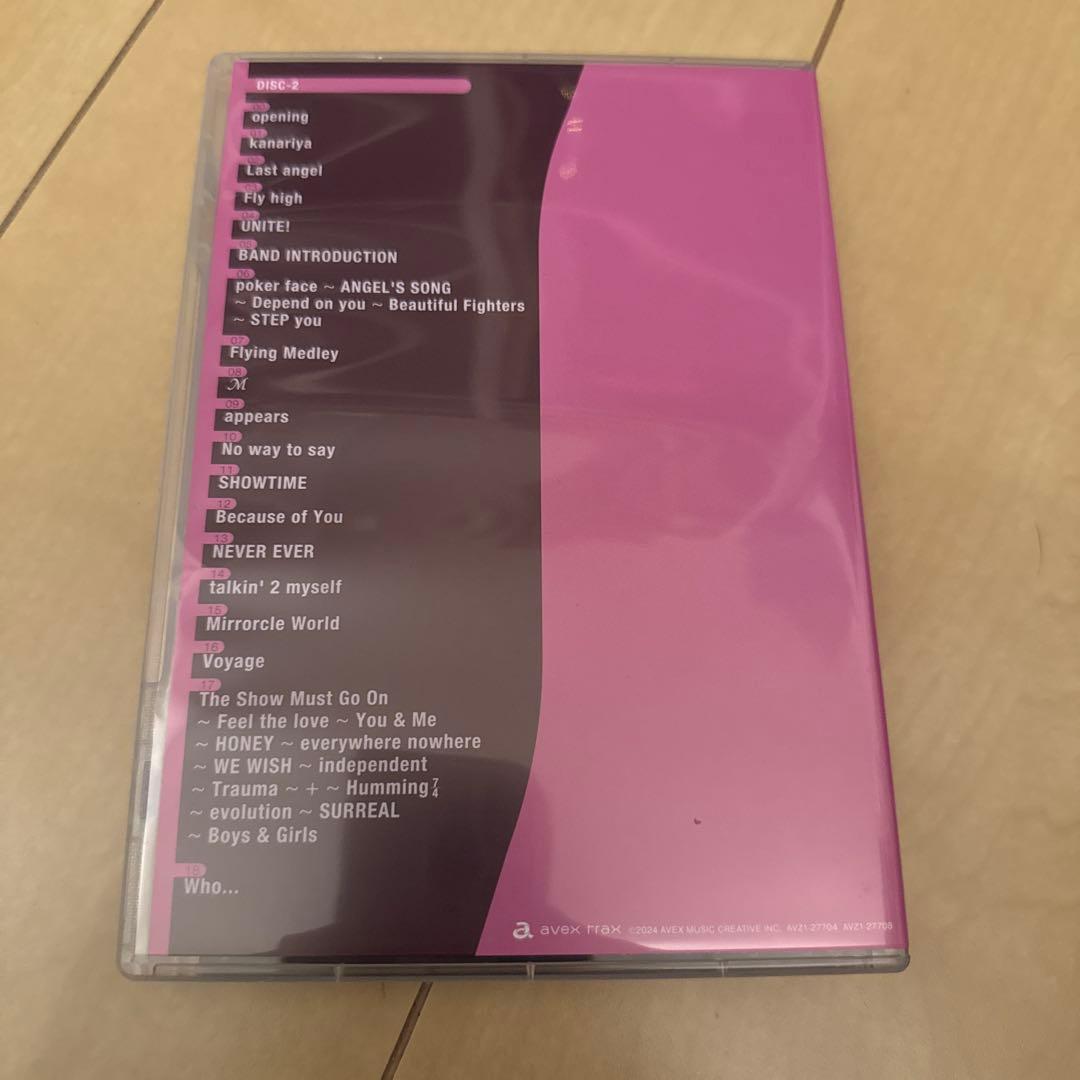 DISC-2
00
opening
01
kanariya
02
Last angel
03
Fly high
04
UNITE!
05
BAND INTRODUCTION
06
poker face ~ ANGEL'S SONG
~ Depend on you ~ Beautiful Fighters
~ STEP you
07
Flying Medley
08
M
09
appears
10
No way to say
11
SHOWTIME
12
Because of You
13
NEVER EVER
14
talkin' 2 myself
15
Mirrorcle World
16
Voyage
17
The Show Must Go On
~ Feel the love ~ You & Me
~ HONEY ~ everywhere nowhere
~ WE WISH ~ independent
~ Trauma ~ + ~ Humming 7/4
~ evolution ~ SURREAL
~ Boys & Girls
18
Who...
a avex trax ©2024 AVEX MUSIC CREATIVE INC. AVZ1-27704 AVZ1-27708